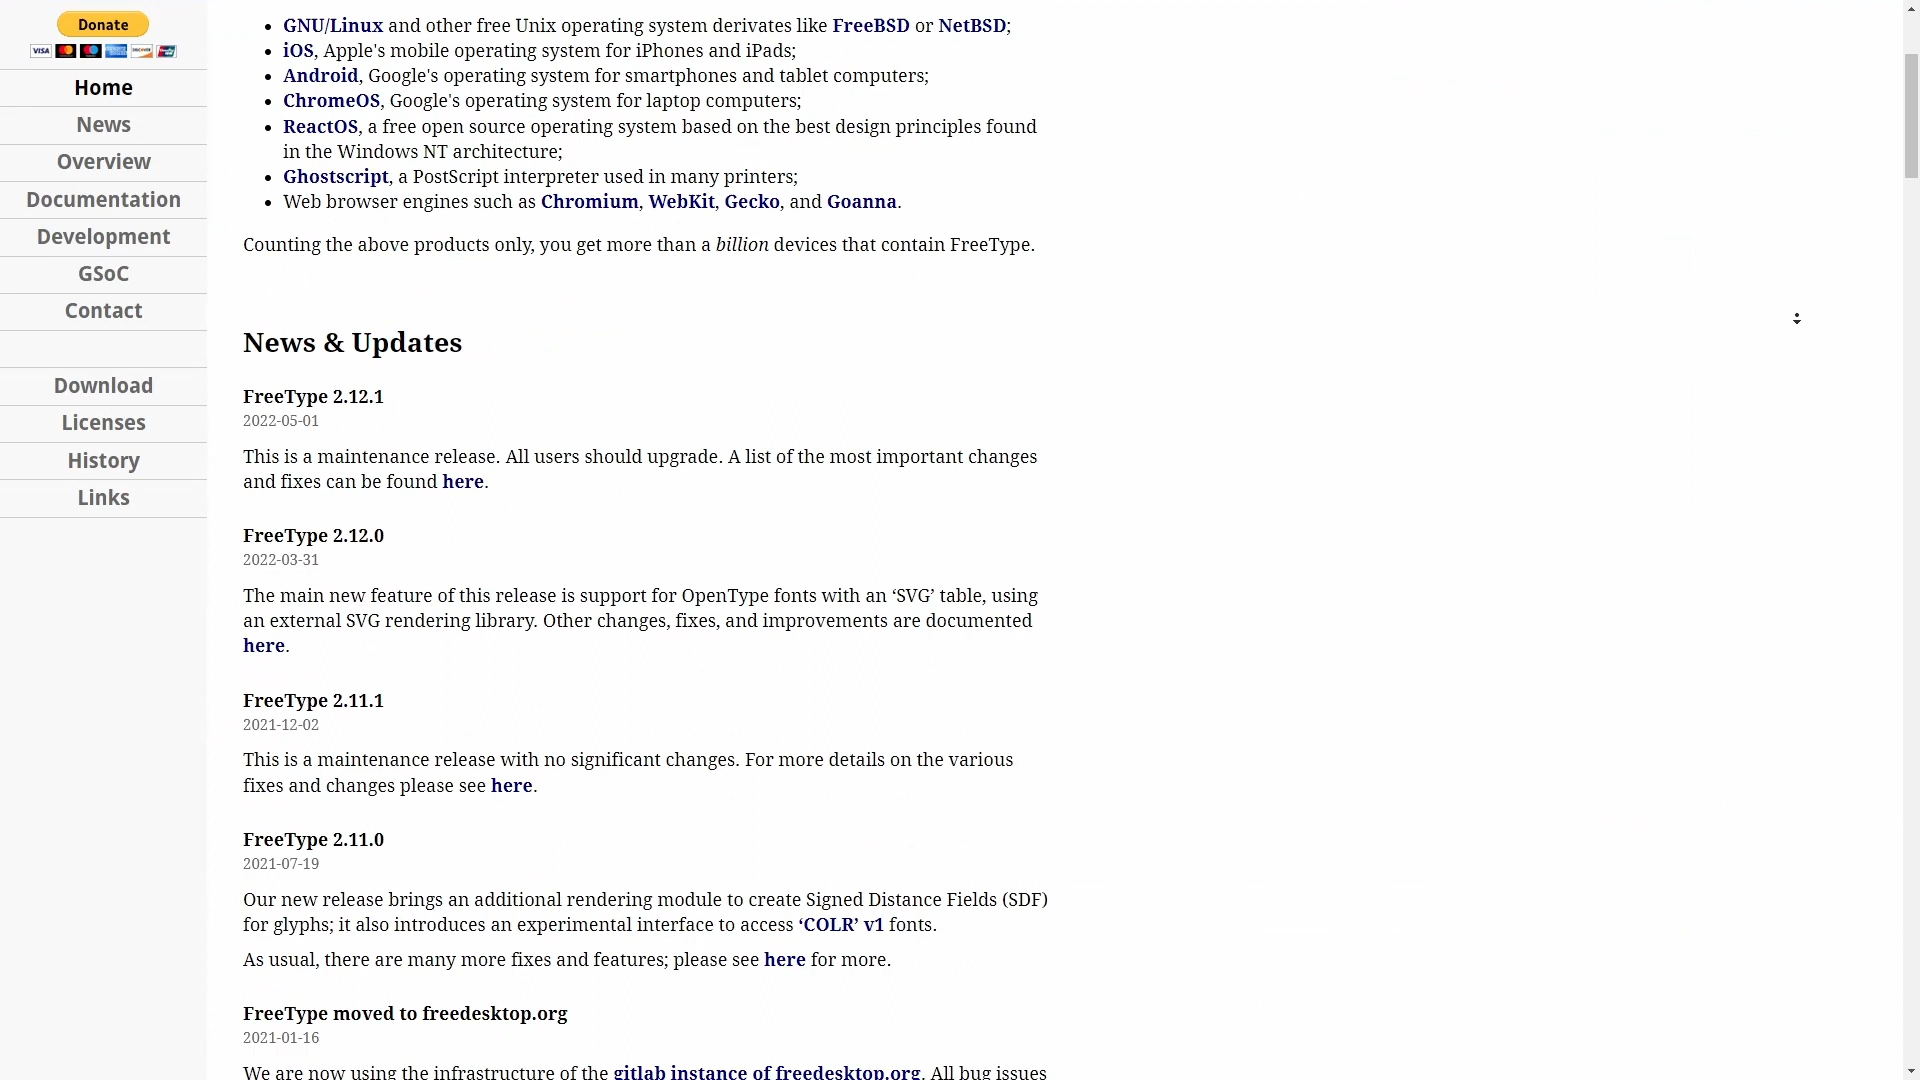 Donate
VISA
DISCOVER
Home
News
Overview
Documentation
Development
GSoC
Contact
Download
Licenses
History
Links
GNU/Linux and other free Unix operating system derivates like FreeBSD or NetBSD;
iOS, Apple's mobile operating system for iPhones and iPads;
Android, Google's operating system for smartphones and tablet computers;
ChromeOS, Google's operating system for laptop computers;
ReactOS, a free open source operating system based on the best design principles found
in the Windows NT architecture;
Ghostscript, a PostScript interpreter used in many printers;
Web browser engines such as Chromium, WebKit, Gecko, and Goanna.
Counting the above products only, you get more than a billion devices that contain FreeType.
News & Updates
FreeType 2.12.1
2022-05-01
This is a maintenance release. All users should upgrade. A list of the most important changes
and fixes can be found here.
FreeType 2.12.0
2022-03-31
The main new feature of this release is support for OpenType fonts with an ‘SVG’ table, using
an external SVG rendering library. Other changes, fixes, and improvements are documented
here.
FreeType 2.11.1
2021-12-02
This is a maintenance release with no significant changes. For more details on the various
fixes and changes please see here.
FreeType 2.11.0
2021-07-19
Our new release brings an additional rendering module to create Signed Distance Fields (SDF)
for glyphs; it also introduces an experimental interface to access ‘COLR’ v1 fonts.
As usual, there are many more fixes and features; please see here for more.
FreeType moved to freedesktop.org
2021-01-16
We are now using the infrastructure of the gitlab instance of freedesktop.org. All bug issues